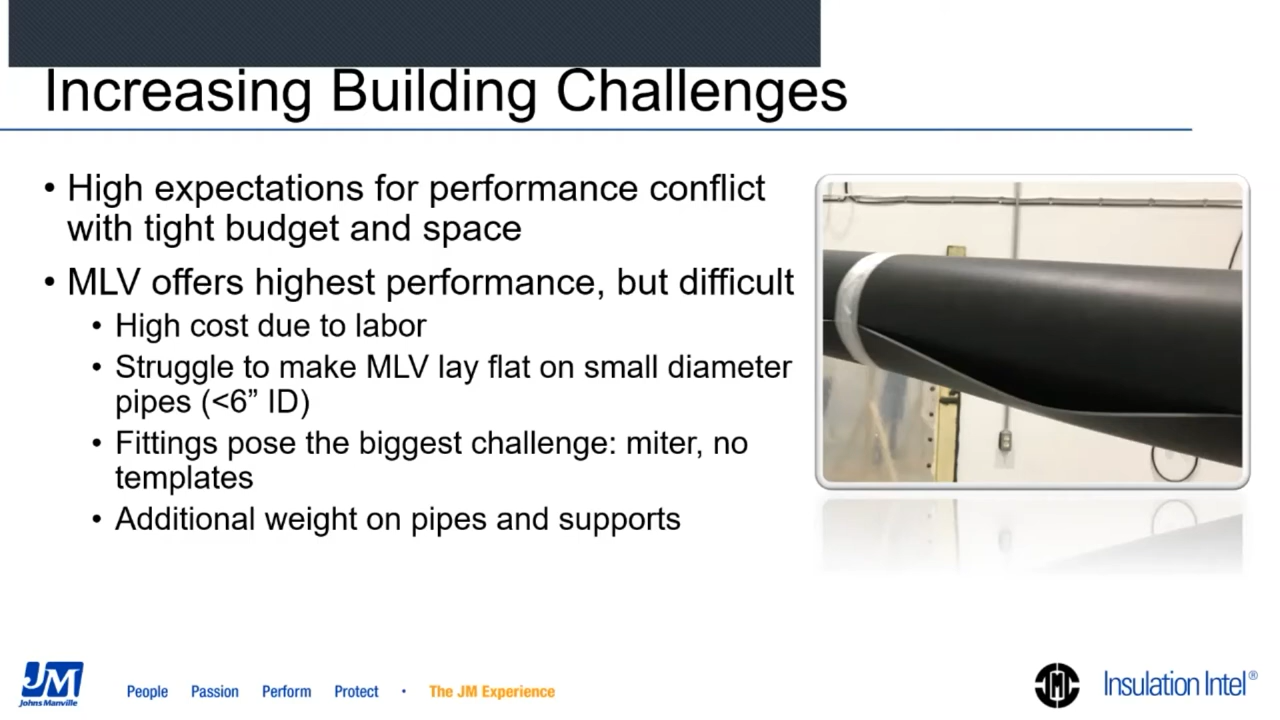 Increasing Building Challenges
• High expectations for performance conflict
with tight budget and space
• MLV offers highest performance, but difficult
• High cost due to labor
• Struggle to make MLV lay flat on small diameter
pipes (<6” ID)
• Fittings pose the biggest challenge: miter, no
templates
• Additional weight on pipes and supports
JM
Johns Manville
People Passion Perform Protect • The JM Experience
Insulation Intel®